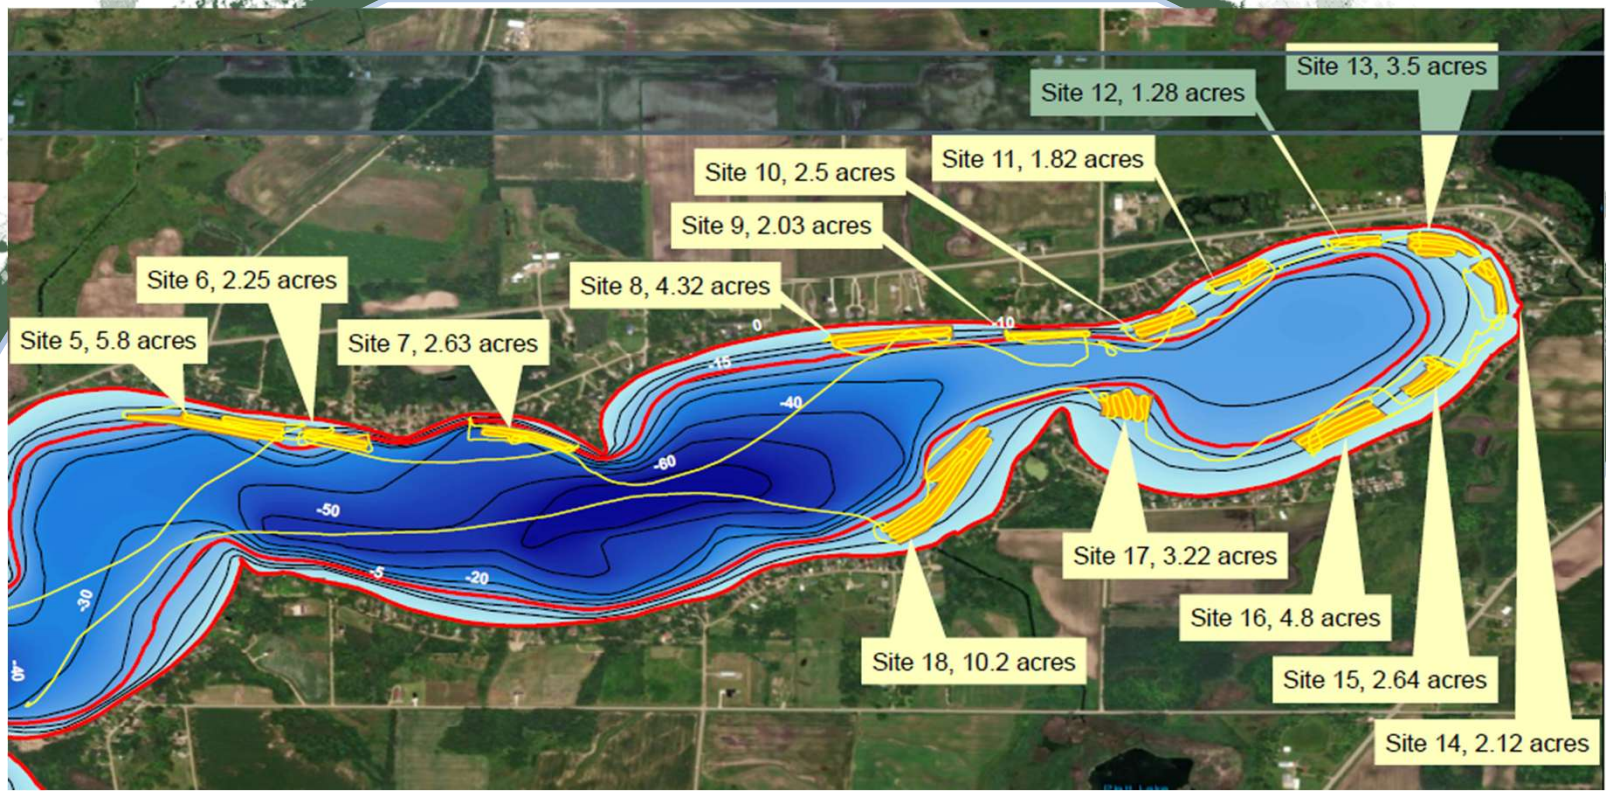 Site 13, 3.5 acres
Site 12, 1.28 acres
Site 11, 1.82 acres
Site 10, 2.5 acres
Site 9, 2.03 acres
Site 8, 4.32 acres
Site 6, 2.25 acres
Site 5, 5.8 acres
Site 7, 2.63 acres
0
-10
-15
-40
-60
-50
-5
-20
-30
-40
Site 17, 3.22 acres
Site 16, 4.8 acres
Site 18, 10.2 acres
Site 15, 2.64 acres
Site 14, 2.12 acres